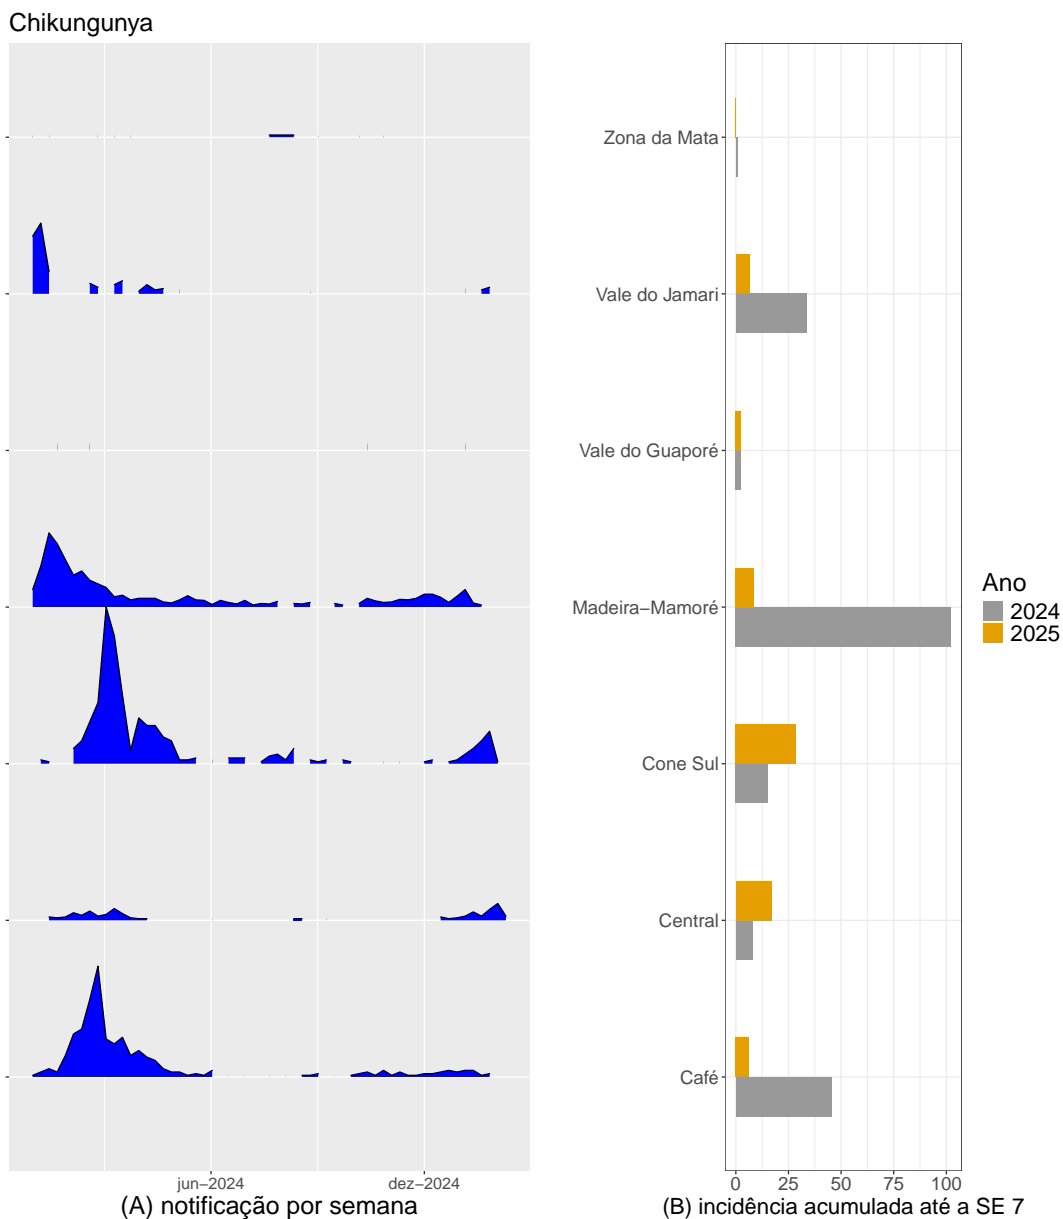 Chikungunya
Zona da Mata
Vale do Jamari
Vale do Guaporé
Madeira−Mamoré
Cone Sul
Central
Café
Ano
2024
2025
jun−2024
dez−2024
0
25
50
75
100
(A) notificação por semana
(B) incidência acumulada até a SE 7